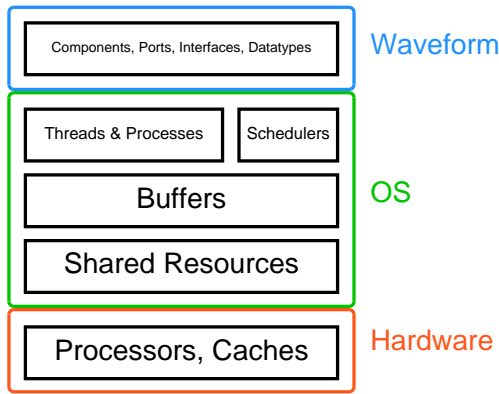 Components, Ports, Interfaces, Datatypes
Waveform
Threads & Processes
Schedulers
Buffers
OS
Shared Resources
Processors, Caches
Hardware